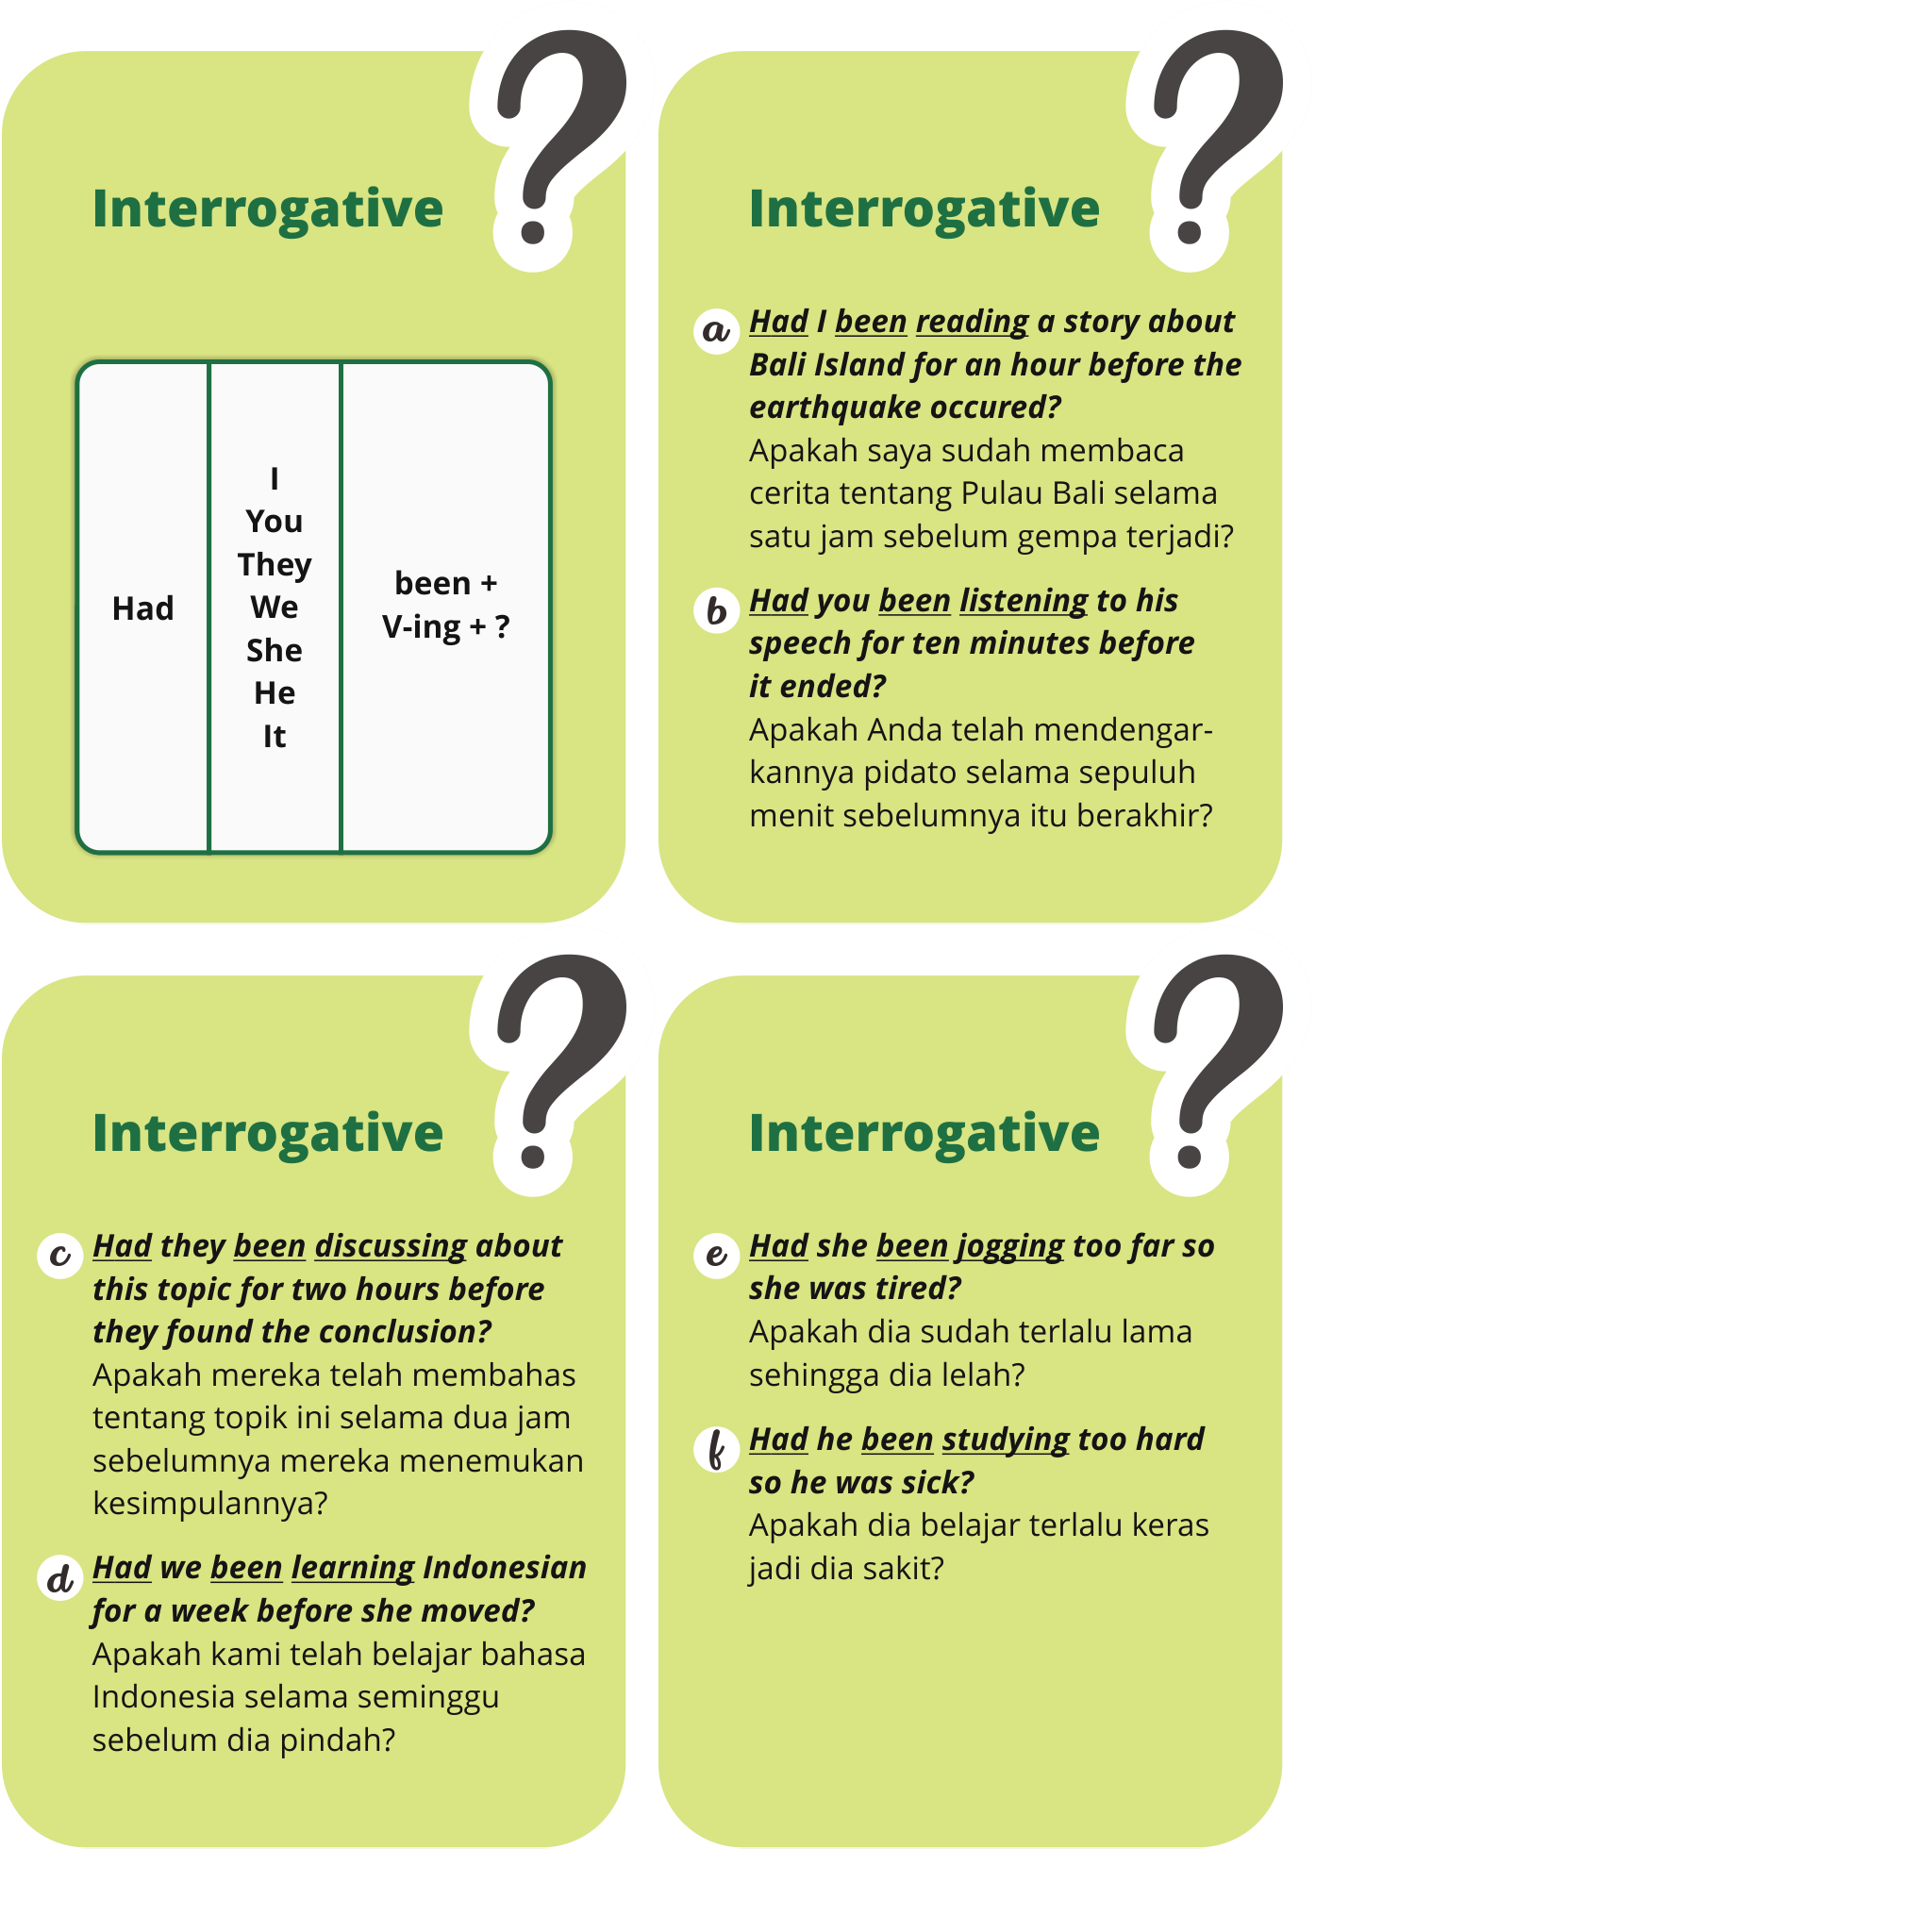 ?
Interrogative
Had
I
You
They
We
She
He
It
been +
V-ing + ?
?
Interrogative
a
Had I been reading a story about
Bali Island for an hour before the
earthquake occured?
Apakah saya sudah membaca
cerita tentang Pulau Bali selama
satu jam sebelum gempa terjadi?
b
Had you been listening to his
speech for ten minutes before
it ended?
Apakah Anda telah mendengar-
kannya pidato selama sepuluh
menit sebelumnya itu berakhir?
?
Interrogative
c
Had they been discussing about
this topic for two hours before
they found the conclusion?
Apakah mereka telah membahas
tentang topik ini selama dua jam
sebelumnya mereka menemukan
kesimpulannya?
d
Had we been learning Indonesian
for a week before she moved?
Apakah kami telah belajar bahasa
Indonesia selama seminggu
sebelum dia pindah?
?
Interrogative
e
Had she been jogging too far so
she was tired?
Apakah dia sudah terlalu lama
sehingga dia lelah?
f
Had he been studying too hard
so he was sick?
Apakah dia belajar terlalu keras
jadi dia sakit?